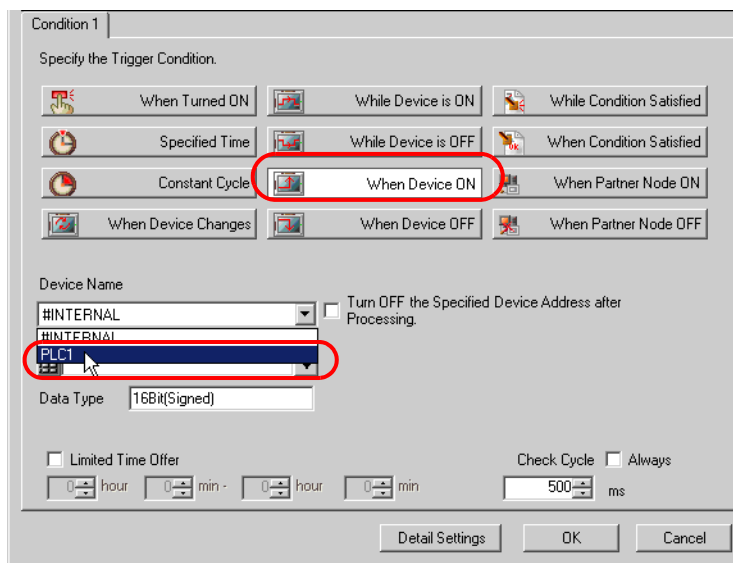 Condition 1
Specify the Trigger Condition.
When Turned ON
While Device is ON
While Condition Satisfied
Specified Time
While Device is OFF
When Condition Satisfied
Constant Cycle
When Device ON
When Partner Node ON
When Device Changes
When Device OFF
When Partner Node OFF
Device Name
#INTERNAL
Turn OFF the Specified Device Address after
Processing.
#INTERNAL
PLC1
Data Type 16Bit(Signed)
Limited Time Offer
Check Cycle Always
0 hour 0 min - 0 hour 0 min
500 ms
Detail Settings OK Cancel